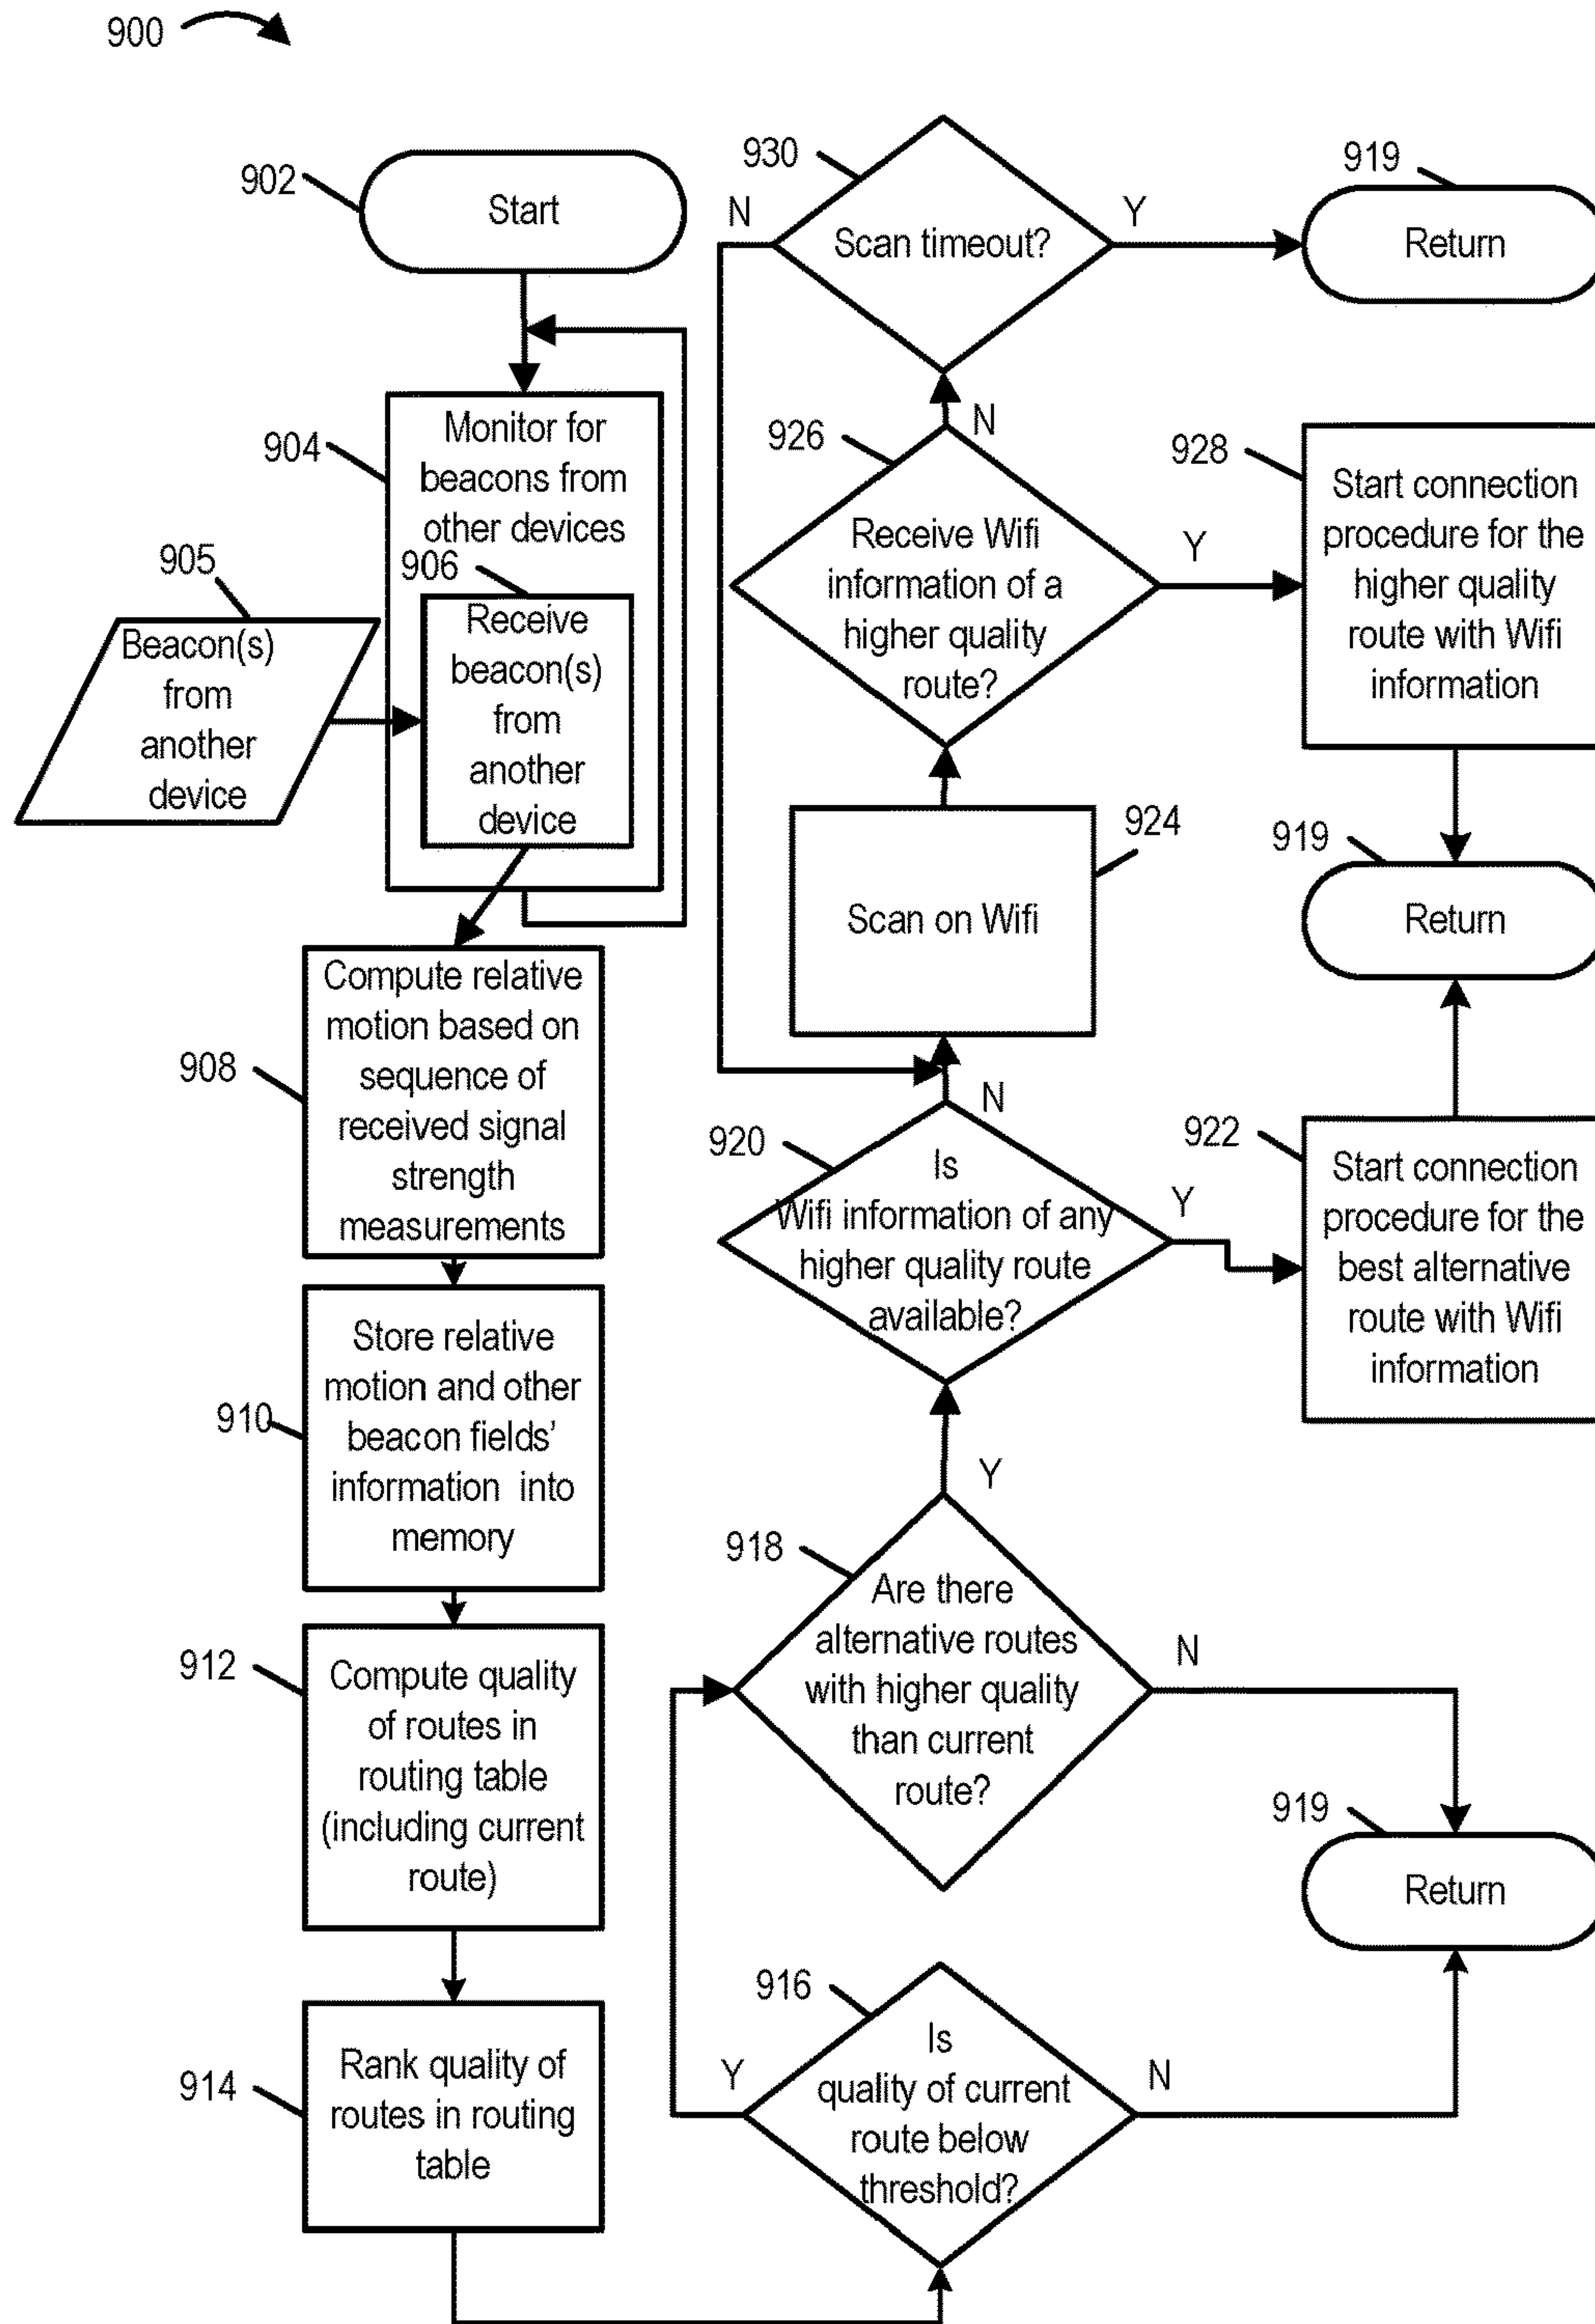 900
902
Start
904
Monitor for
beacons from
other devices
905
Beacon(s)
from
another
device
906
Receive
beacon(s)
from
another
device
908
Compute relative
motion based on
sequence of
received signal
strength
measurements
910
Store relative
motion and other
beacon fields’
information into
memory
912
Compute quality
of routes in
routing table
(including current
route)
914
Rank quality of
routes in routing
table
916
Is
quality of current
route below
threshold?
Y
N
918
Are there
alternative routes
with higher quality
than current
route?
Y
N
919
Return
920
Is
Wifi information of any
higher quality route
available?
N
Y
922
Start connection
procedure for the
best alternative
route with Wifi
information
919
Return
924
Scan on Wifi
926
Receive Wifi
information of a
higher quality
route?
N
Y
928
Start connection
procedure for the
higher quality
route with Wifi
information
930
Scan timeout?
N
Y
919
Return